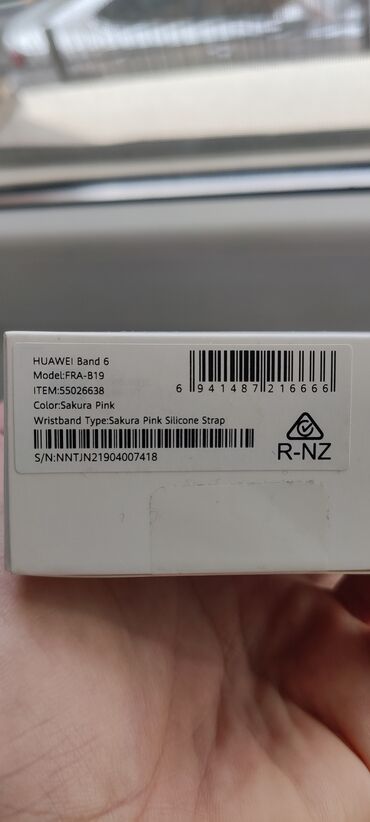 HUAWEI Band 6
Model:FRA-B19
ITEM:55026638
6 941487 216666
Color:Sakura Pink
Wristband Type:Sakura Pink Silicone Strap
S/N:NNTJN21904007418
R-NZ